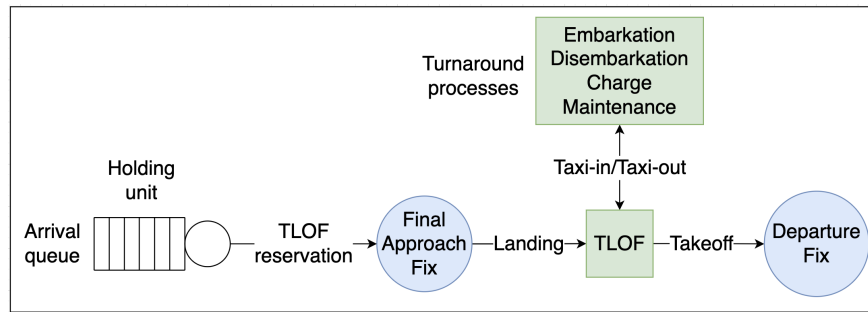 Embarkation
Disembarkation
Charge
Maintenance
Turnaround
processes
Taxi-in/Taxi-out
Holding
unit
Arrival
queue
TLOF
reservation
Final
Approach
Fix
Landing
TLOF
Takeoff
Departure
Fix